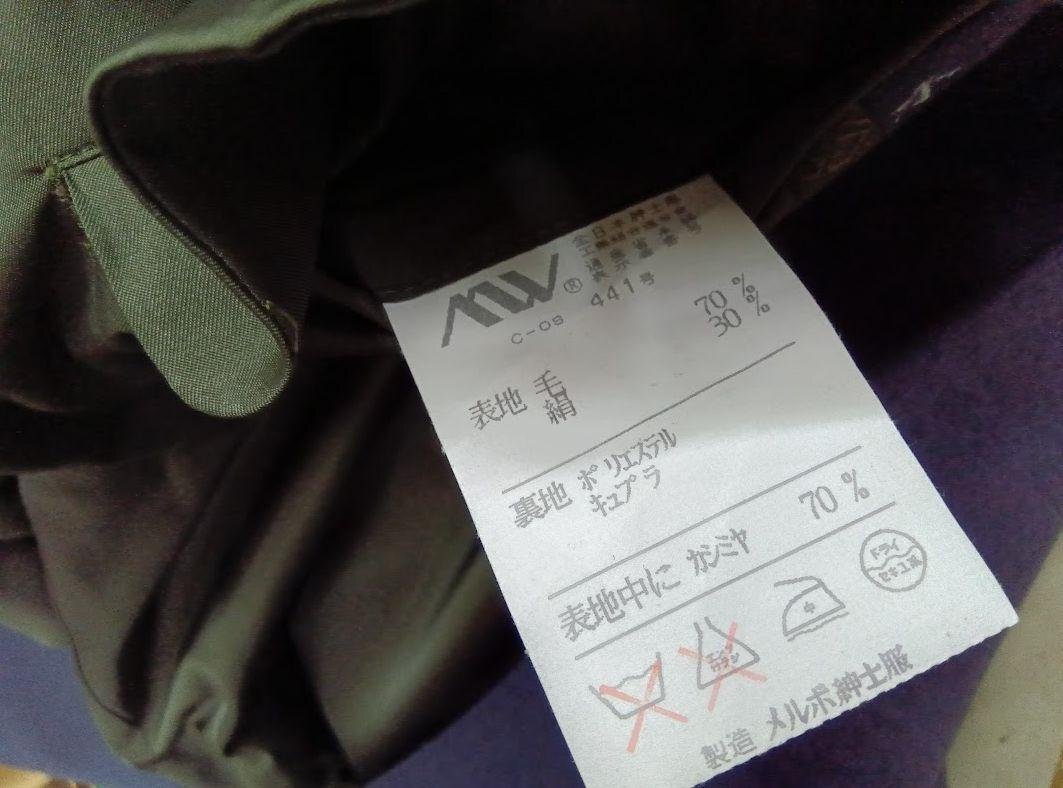 MW®
C-09 441号
表地 毛 70 %
絹 30 %
裏地 ポリエステル
キュプラ
表地中に カシミヤ 70 %
中
ドライ
セキユ系
製造 メルボ紳士服